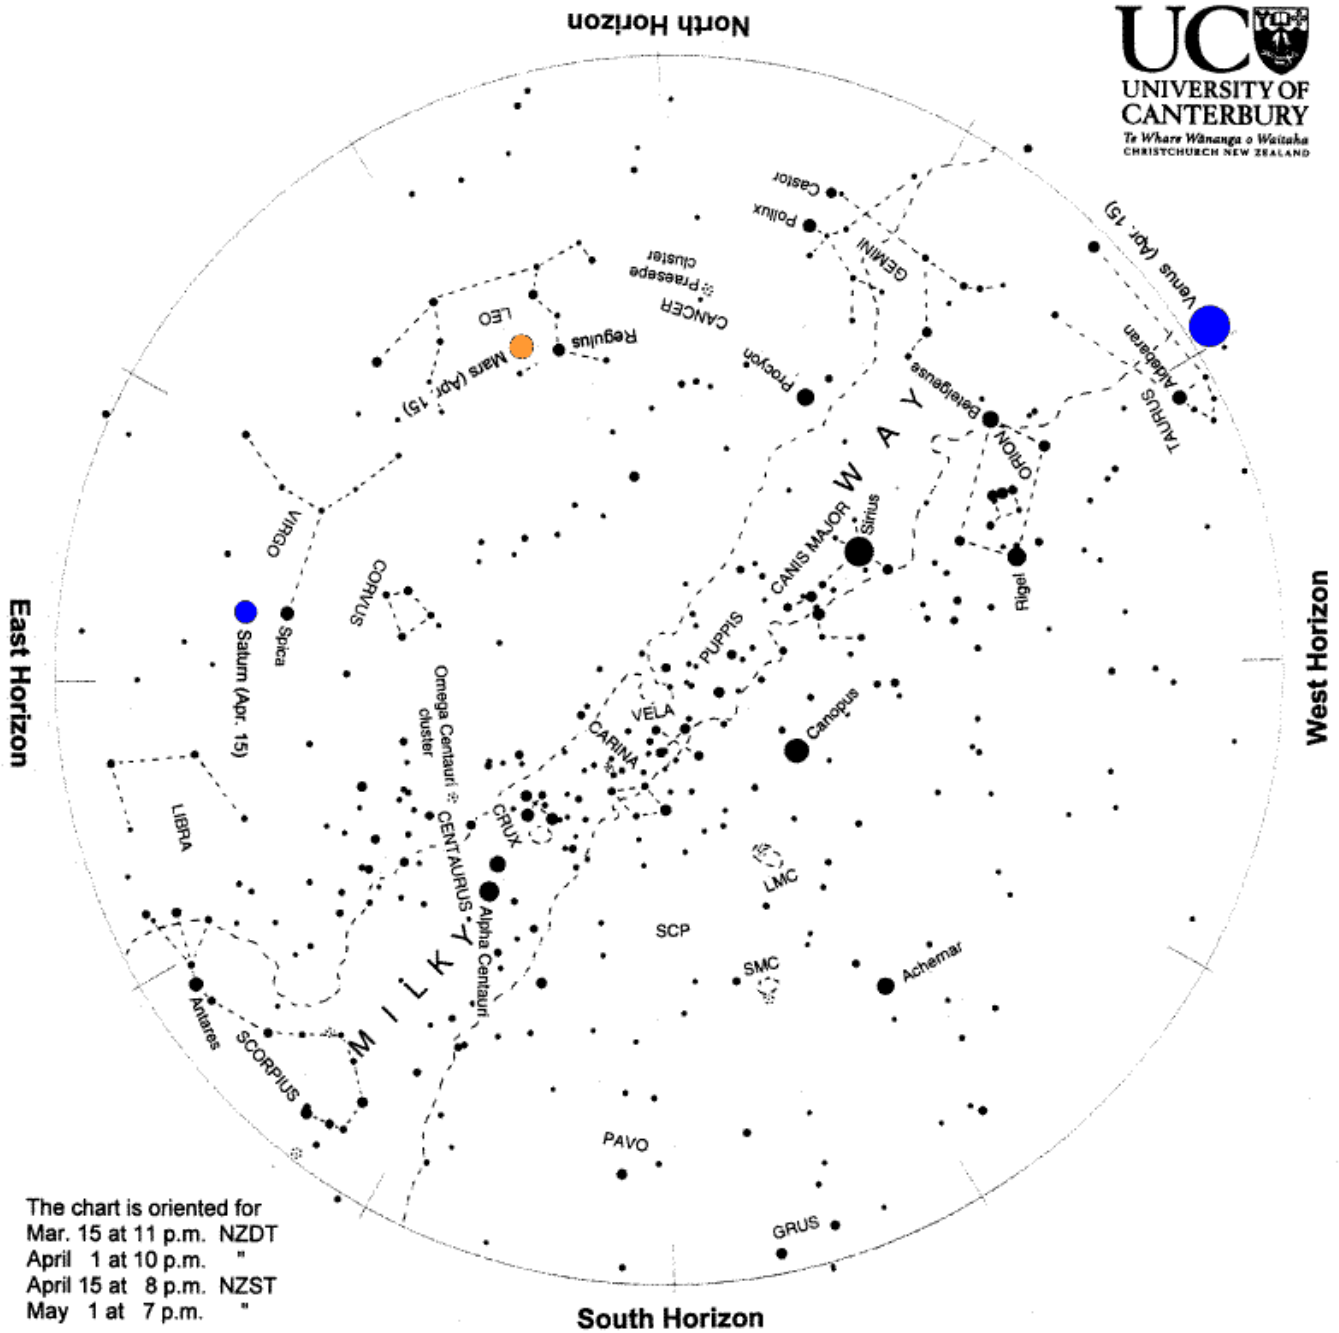 North Horizon
UC
UNIVERSITY OF
CANTERBURY
Te Whare Wānanga o Waitaha
CHRISTCHURCH NEW ZEALAND
Castor
Pollux
GEMINI
Venus (Apr. 15)
Praesepe
cluster
CANCER
LEO
Regulus
Mars (Apr. 15)
Procyon
Betelgeuse
Aldebaran
TAURUS
ORION
W A Y
VIRGO
CORVUS
CANIS MAJOR
Sirius
Rigel
East Horizon
West Horizon
Saturn (Apr. 15)
Spica
PUPPIS
Omega Centauri
cluster
VELA
CARINA
Canopus
LIBRA
CRUX
CENTAURUS
Alpha Centauri
LMC
SCP
SMC
Achernar
M I L K Y
Antares
SCORPIUS
PAVO
GRUS
The chart is oriented for
Mar. 15 at 11 p.m. NZDT
April 1 at 10 p.m. "
April 15 at 8 p.m. NZST
May 1 at 7 p.m. "
South Horizon